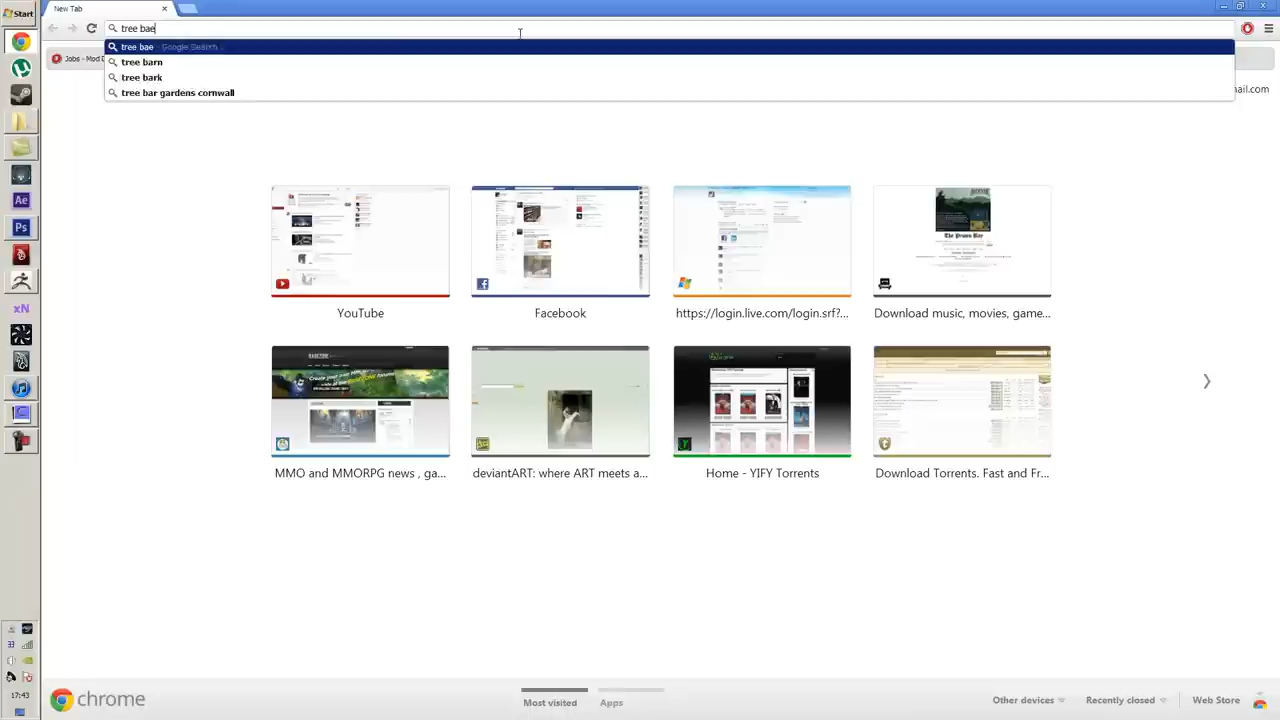 Start
New Tab
tree bae
tree bae - Google Search
tree barn
tree bark
tree bar gardens cornwall
Jobs - Mod
ail.com
YouTube
Facebook
https://login.live.com/login.srf?...
Download music, movies, game...
MMO and MMORPG news , ga...
deviantART: where ART meets a...
Home - YIFY Torrents
Download Torrents. Fast and Fr...
Ae
Ps
xN
17:43
chrome
Most visited
Apps
Other devices
Recently closed
Web Store